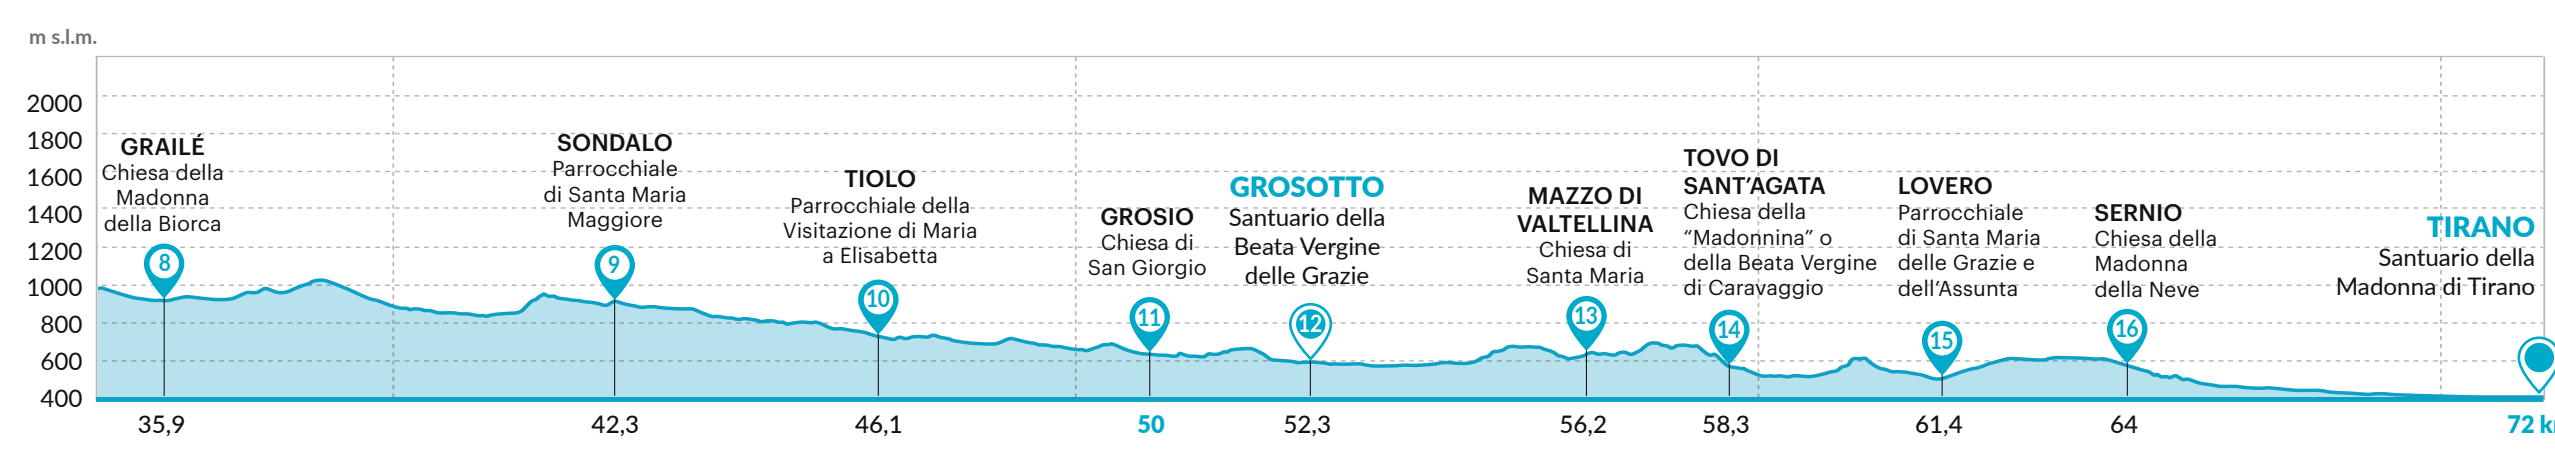 m s.l.m.
2000
1800
1600
1400
1200
1000
800
600
400
GRAILÉ
Chiesa della
Madonna
della Biorca
8
35,9
SONDALO
Parrocchiale
di Santa Maria
Maggiore
9
42,3
TIOLO
Parrocchiale della
Visitazione di Maria
a Elisabetta
10
46,1
GROSIO
Chiesa di
San Giorgio
11
50
GROSOTTO
Santuario della
Beata Vergine
delle Grazie
12
52,3
MAZZO DI
VALTELLINA
Chiesa di
Santa Maria
13
56,2
TOVO DI
SANT'AGATA
Chiesa della
“Madonnina” o
della Beata Vergine
di Caravaggio
14
58,3
LOVERO
Parrocchiale
di Santa Maria
delle Grazie e
dell'Assunta
15
61,4
SERNIO
Chiesa della
Madonna
della Neve
16
64
TIRANO
Santuario della
Madonna di Tirano
72